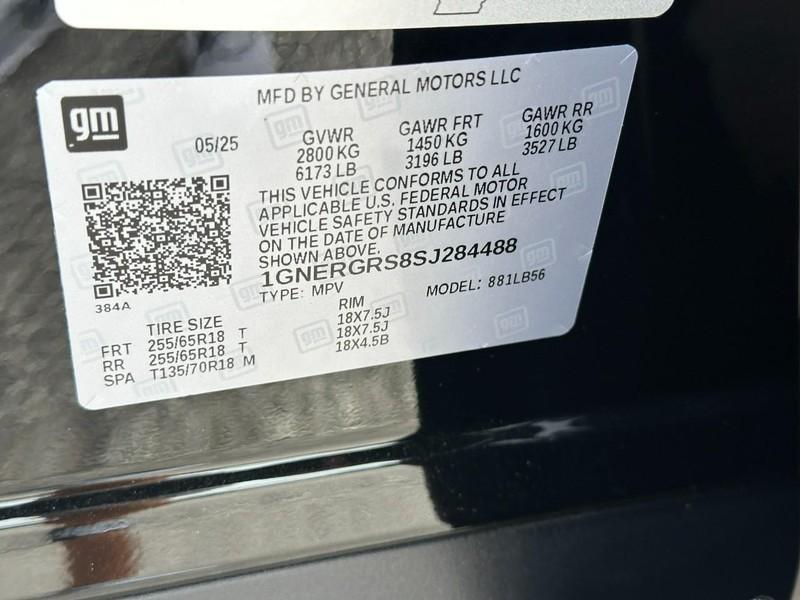 MFD BY GENERAL MOTORS LLC
gm
05/25
GVWR
2800 KG
6173 LB
GAWR FRT
1450 KG
3196 LB
GAWR RR
1600 KG
3527 LB
THIS VEHICLE CONFORMS TO ALL
APPLICABLE U.S. FEDERAL MOTOR
VEHICLE SAFETY STANDARDS IN EFFECT
ON THE DATE OF MANUFACTURE
SHOWN ABOVE.
1GNERGRS8SJ284488
TYPE: MPV MODEL: 881LB56
384A
TIRE SIZE RIM
FRT 255/65R18 T 18X7.5J
RR 255/65R18 T 18X7.5J
SPA T135/70R18 M 18X4.5B